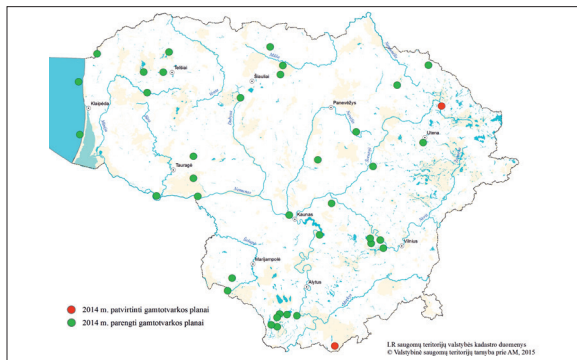 Telšiai
Šiauliai
Klaipėda
Panevėžys
Utena
Tauragė
Kaunas
Vilnius
Marijampolė
Alytus
2014 m. patvirtinti gamtotvarkos planai
2014 m. parengti gamtotvarkos planai
LR saugomų teritorijų valstybės kadastro duomenys
© Valstybinė saugomų teritorijų tarnyba prie AM, 2015